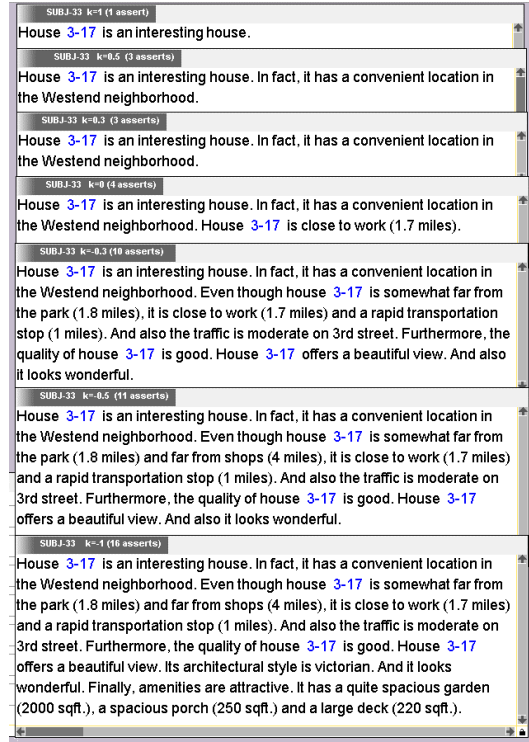 SUBJ-33 k=1 (1 assert)
House 3-17 is an interesting house.
SUBJ-33 k=0.5 (3 asserts)
House 3-17 is an interesting house. In fact, it has a convenient location in
the Westend neighborhood.
SUBJ-33 k=0.3 (3 asserts)
House 3-17 is an interesting house. In fact, it has a convenient location in
the Westend neighborhood.
SUBJ-33 k=0 (4 asserts)
House 3-17 is an interesting house. In fact, it has a convenient location in
the Westend neighborhood. House 3-17 is close to work (1.7 miles).
SUBJ-33 k=-0.3 (10 asserts)
House 3-17 is an interesting house. In fact, it has a convenient location in
the Westend neighborhood. Even though house 3-17 is somewhat far from
the park (1.8 miles), it is close to work (1.7 miles) and a rapid transportation
stop (1 miles). And also the traffic is moderate on 3rd street. Furthermore, the
quality of house 3-17 is good. House 3-17 offers a beautiful view. And also
it looks wonderful.
SUBJ-33 k=-0.5 (11 asserts)
House 3-17 is an interesting house. In fact, it has a convenient location in
the Westend neighborhood. Even though house 3-17 is somewhat far from
the park (1.8 miles) and far from shops (4 miles), it is close to work (1.7 miles)
and a rapid transportation stop (1 miles). And also the traffic is moderate on
3rd street. Furthermore, the quality of house 3-17 is good. House 3-17
offers a beautiful view. And also it looks wonderful.
SUBJ-33 k=-1 (16 asserts)
House 3-17 is an interesting house. In fact, it has a convenient location in
the Westend neighborhood. Even though house 3-17 is somewhat far from
the park (1.8 miles) and far from shops (4 miles), it is close to work (1.7 miles)
and a rapid transportation stop (1 miles). And also the traffic is moderate on
3rd street. Furthermore, the quality of house 3-17 is good. House 3-17
offers a beautiful view. Its architectural style is victorian. And it looks
wonderful. Finally, amenities are attractive. It has a quite spacious garden
(2000 sqft.), a spacious porch (250 sqft.) and a large deck (220 sqft.).